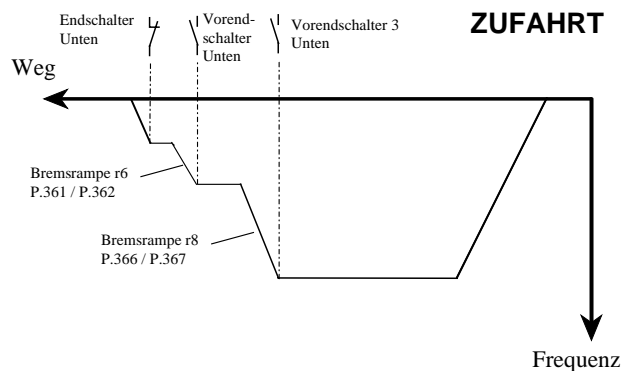 ZUFAHRT
Endschalter
Unten
Vorend-
schalter
Unten
Vorendschalter 3
Unten
Weg
Bremsrampe r6
P.361 / P.362
Bremsrampe r8
P.366 / P.367
Frequenz